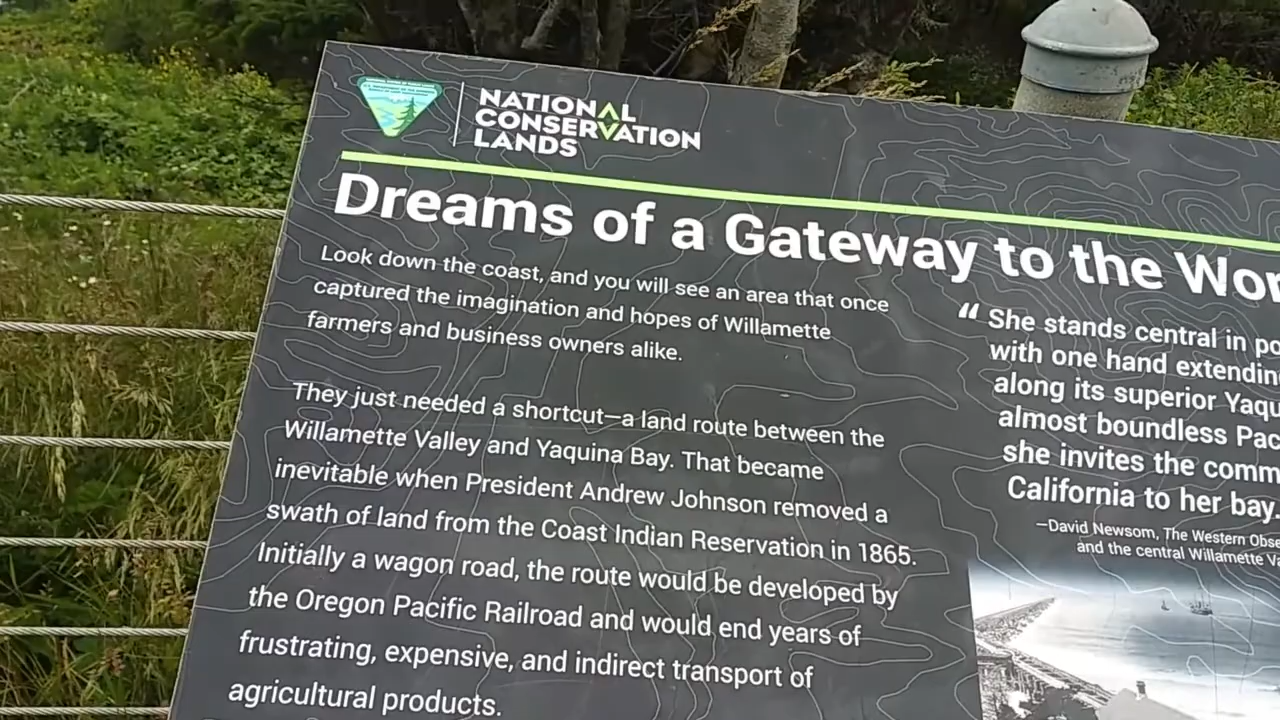 NATIONAL
CONSERVATION
LANDS
Dreams of a Gateway to the Wor
Look down the coast, and you will see an area that once
captured the imagination and hopes of Willamette
farmers and business owners alike.
They just needed a shortcut—a land route between the
Willamette Valley and Yaquina Bay. That became
inevitable when President Andrew Johnson removed a
swath of land from the Coast Indian Reservation in 1865.
Initially a wagon road, the route would be developed by
the Oregon Pacific Railroad and would end years of
frustrating, expensive, and indirect transport of
agricultural products.
“ She stands central in po
with one hand extendin
along its superior Yaqu
almost boundless Pac
she invites the comm
California to her bay.
—David Newsom, The Western Obse
and the central Willamette Va